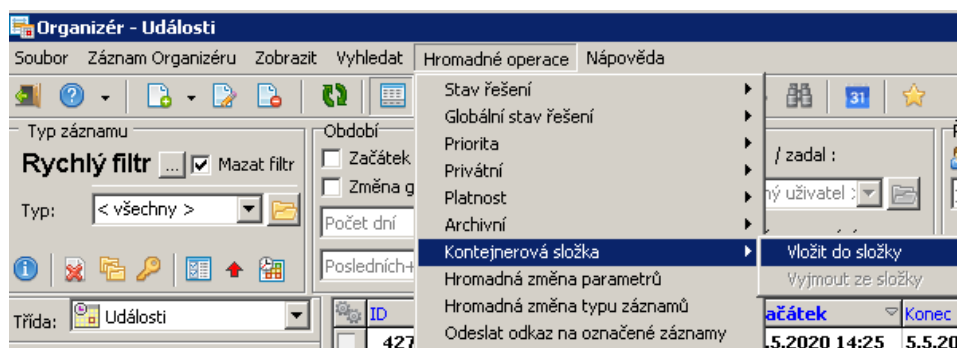 Organizér - Události
Soubor Záznam Organizéru Zobrazit Vyhledat Hromadné operace Nápověda
Stav řešení
Globální stav řešení
Priorita
Privátní
Platnost
Archivní
Kontejnerová složka
Hromadná změna parametrů
Hromadná změna typu záznamů
Odeslat odkaz na označené záznamy
Vložit do složky
Vyjmout ze složky
31
Typ záznamu
Rychlý filtr ... Mazat filtr
Typ: < všechny >
Období
Začátek
Změna g
Počet dní
Posledních+
/ zadal :
ný uživatel >
Třída: Události
ID
ačátek Konec
427
.5.2020 14:25 5.5.20